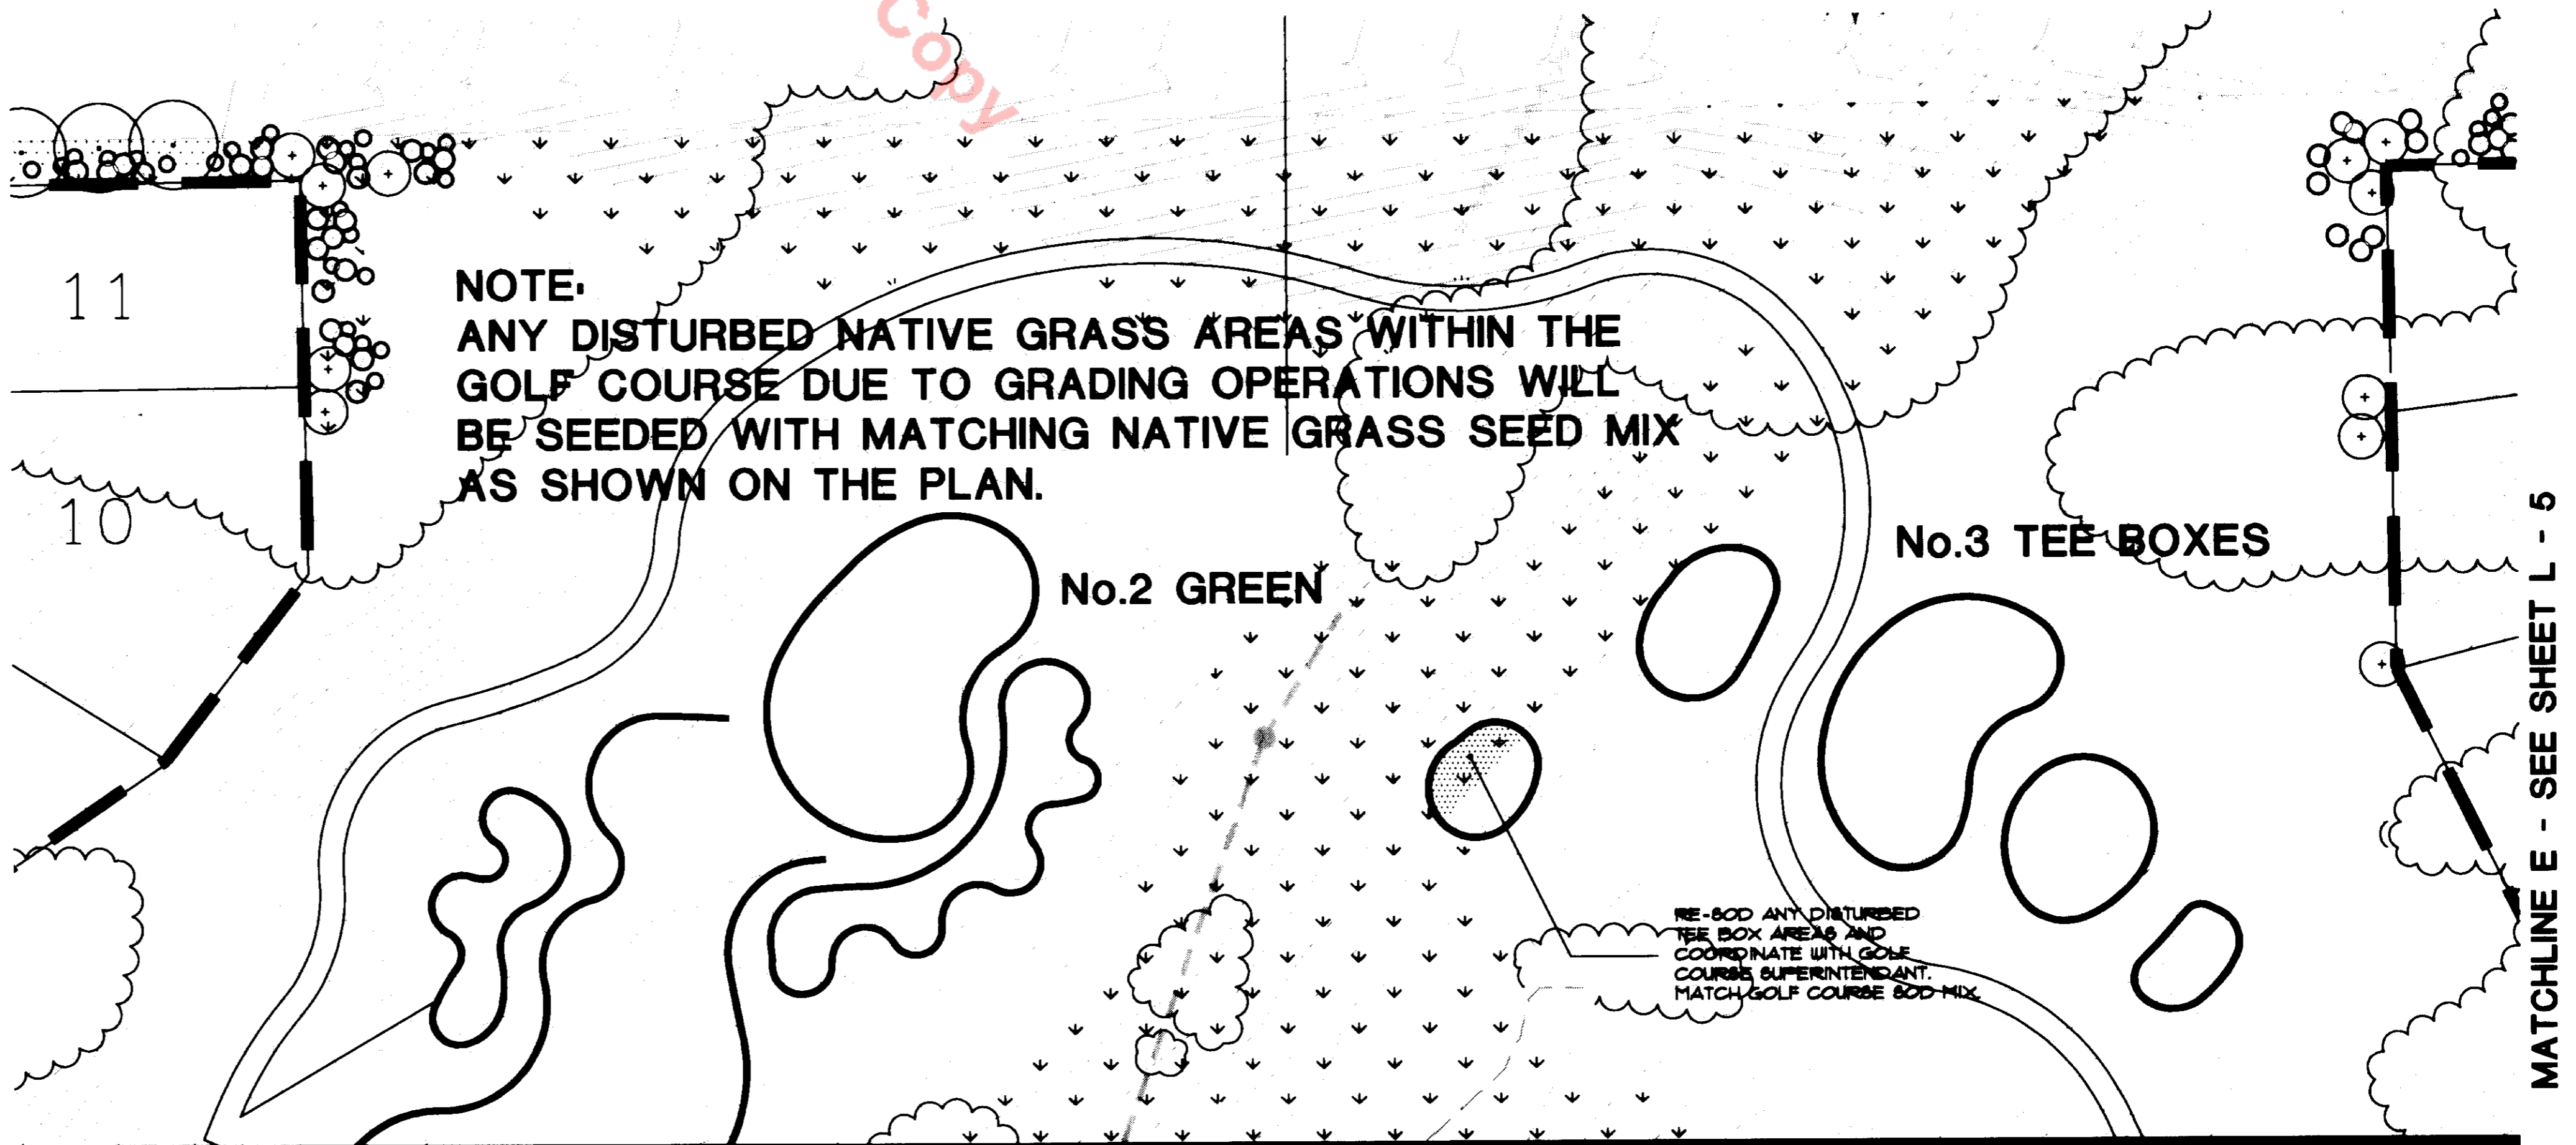 Copy
11
10
NOTE:
ANY DISTURBED NATIVE GRASS AREAS WITHIN THE
GOLF COURSE DUE TO GRADING OPERATIONS WILL
BE SEEDED WITH MATCHING NATIVE GRASS SEED MIX
AS SHOWN ON THE PLAN.
No.2 GREEN
No.3 TEE BOXES
RE-SOD ANY DISTURBED
TEE BOX AREAS AND
COORDINATE WITH GOLF
COURSE SUPERINTENDANT.
MATCH GOLF COURSE SOD MIX
MATCHLINE E - SEE SHEET L - 5